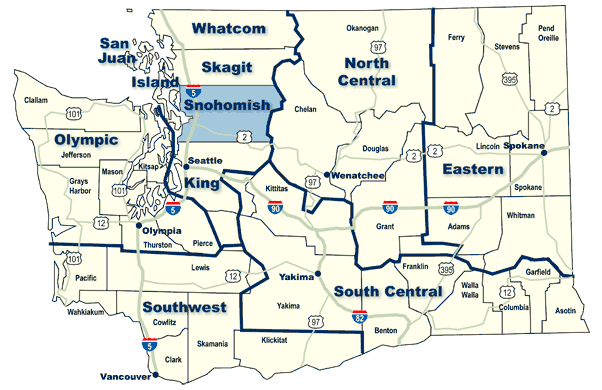 Whatcom
Okanogan
97
Ferry
Pend
Oreille
Stevens
San
Juan
Skagit
North
Central
395
Island
5
Snohomish
Clallam
101
Chelan
2
Olympic
Jefferson
2
Douglas
2
2
Lincoln
Spokane
Mason
Kitsap
Seattle
Eastern
Grays
Harbor
101
King
Kittitas
97
Wenatchee
Spokane
12
5
90
90
90
Whitman
Olympia
Thurston
Pierce
Grant
Adams
101
Pacific
Lewis
12
Yakima
Franklin
395
Garfield
Wahkiakum
Southwest
Cowlitz
Yakima
South Central
Walla
Walla
12
Columbia
Asotin
97
82
Benton
5
Clark
Skamania
Klickitat
Vancouver